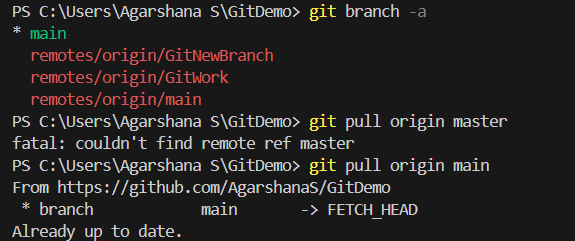 PS C:\Users\Agarshana S\GitDemo> git branch -a
* main
  remotes/origin/GitNewBranch
  remotes/origin/GitWork
  remotes/origin/main
PS C:\Users\Agarshana S\GitDemo> git pull origin master
fatal: couldn't find remote ref master
PS C:\Users\Agarshana S\GitDemo> git pull origin main
From https://github.com/AgarshanaS/GitDemo
 * branch            main       -> FETCH_HEAD
Already up to date.